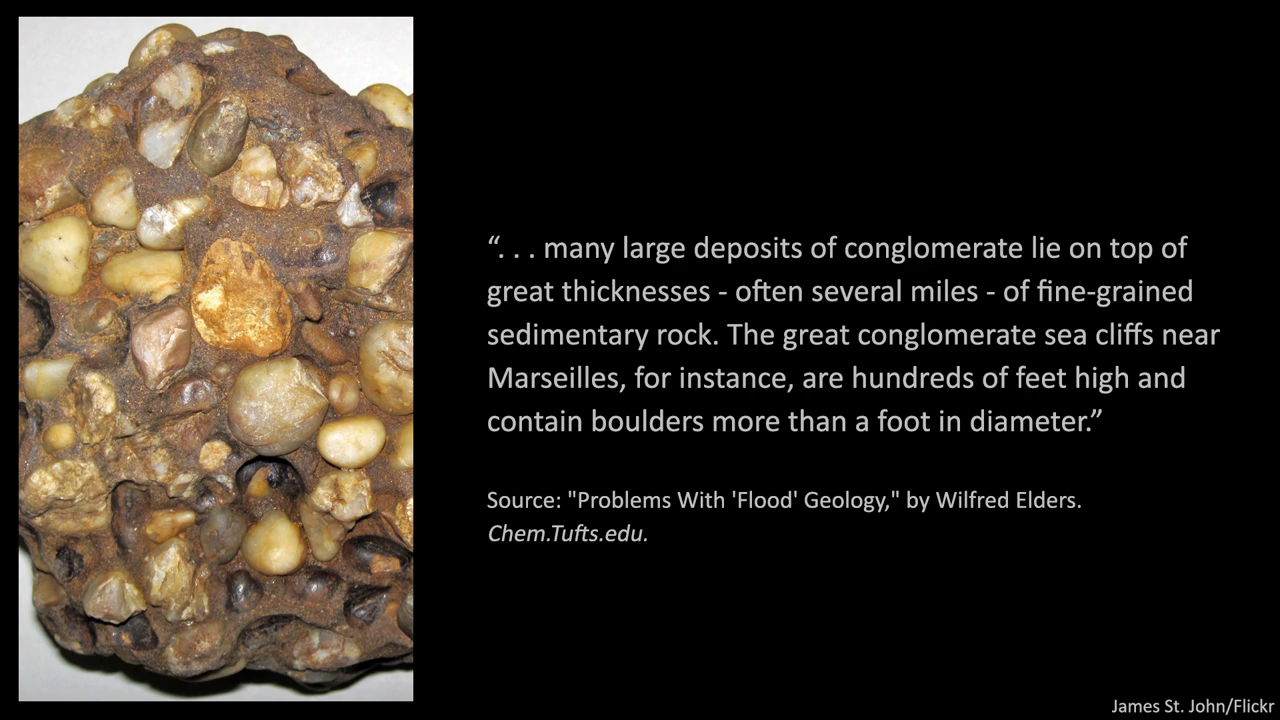 “. . . many large deposits of conglomerate lie on top of
great thicknesses - often several miles - of fine-grained
sedimentary rock. The great conglomerate sea cliffs near
Marseilles, for instance, are hundreds of feet high and
contain boulders more than a foot in diameter.”
Source: "Problems With 'Flood' Geology," by Wilfred Elders.
Chem.Tufts.edu.
James St. John/Flickr